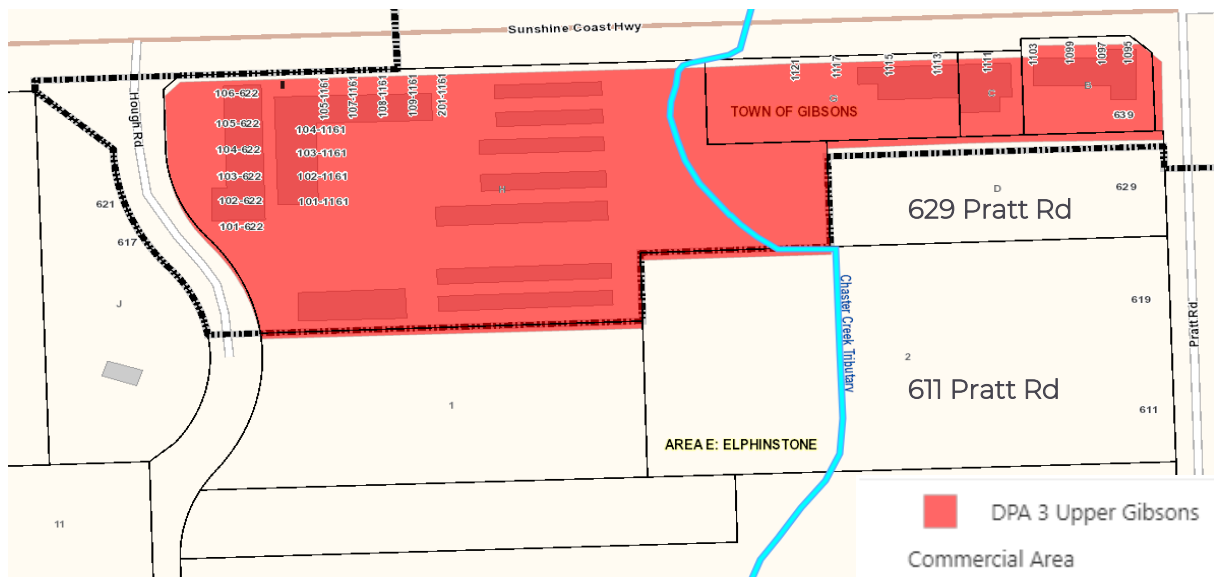 Sunshine Coast Hwy
Hough Rd
106-622
105-622
104-622
103-622
102-622
101-622
105-1161
107-1161
108-1161
109-1161
201-1161
104-1161
103-1161
102-1161
101-1161
1121
1117
1115
1113
1111
1103
1099
1097
1095
TOWN OF GIBSONS
639
621
617
J
D
629
629 Pratt Rd
619
Chaster Creek Tributary
Pratt Rd
2
611 Pratt Rd
611
1
AREA E: ELPHINSTONE
11
DPA 3 Upper Gibsons
Commercial Area